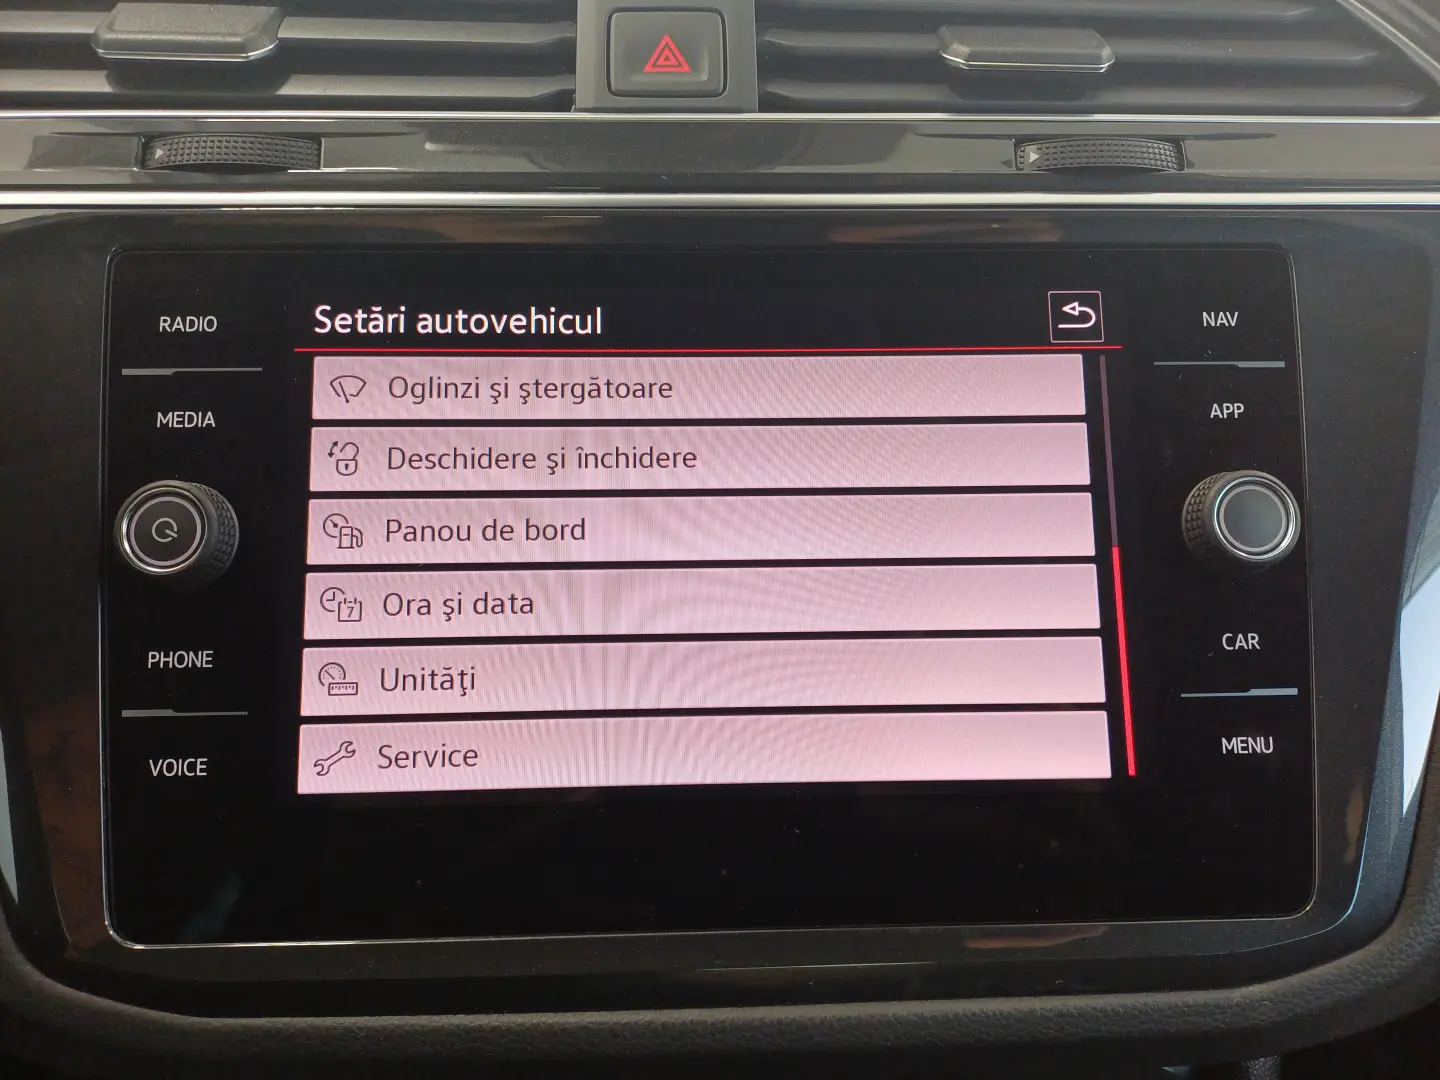 RADIO
MEDIA
PHONE
VOICE
Setări autovehicul
Oglinzi şi ştergătoare
Deschidere şi închidere
Panou de bord
7
Ora şi data
Unităţi
Service
NAV
APP
CAR
MENU